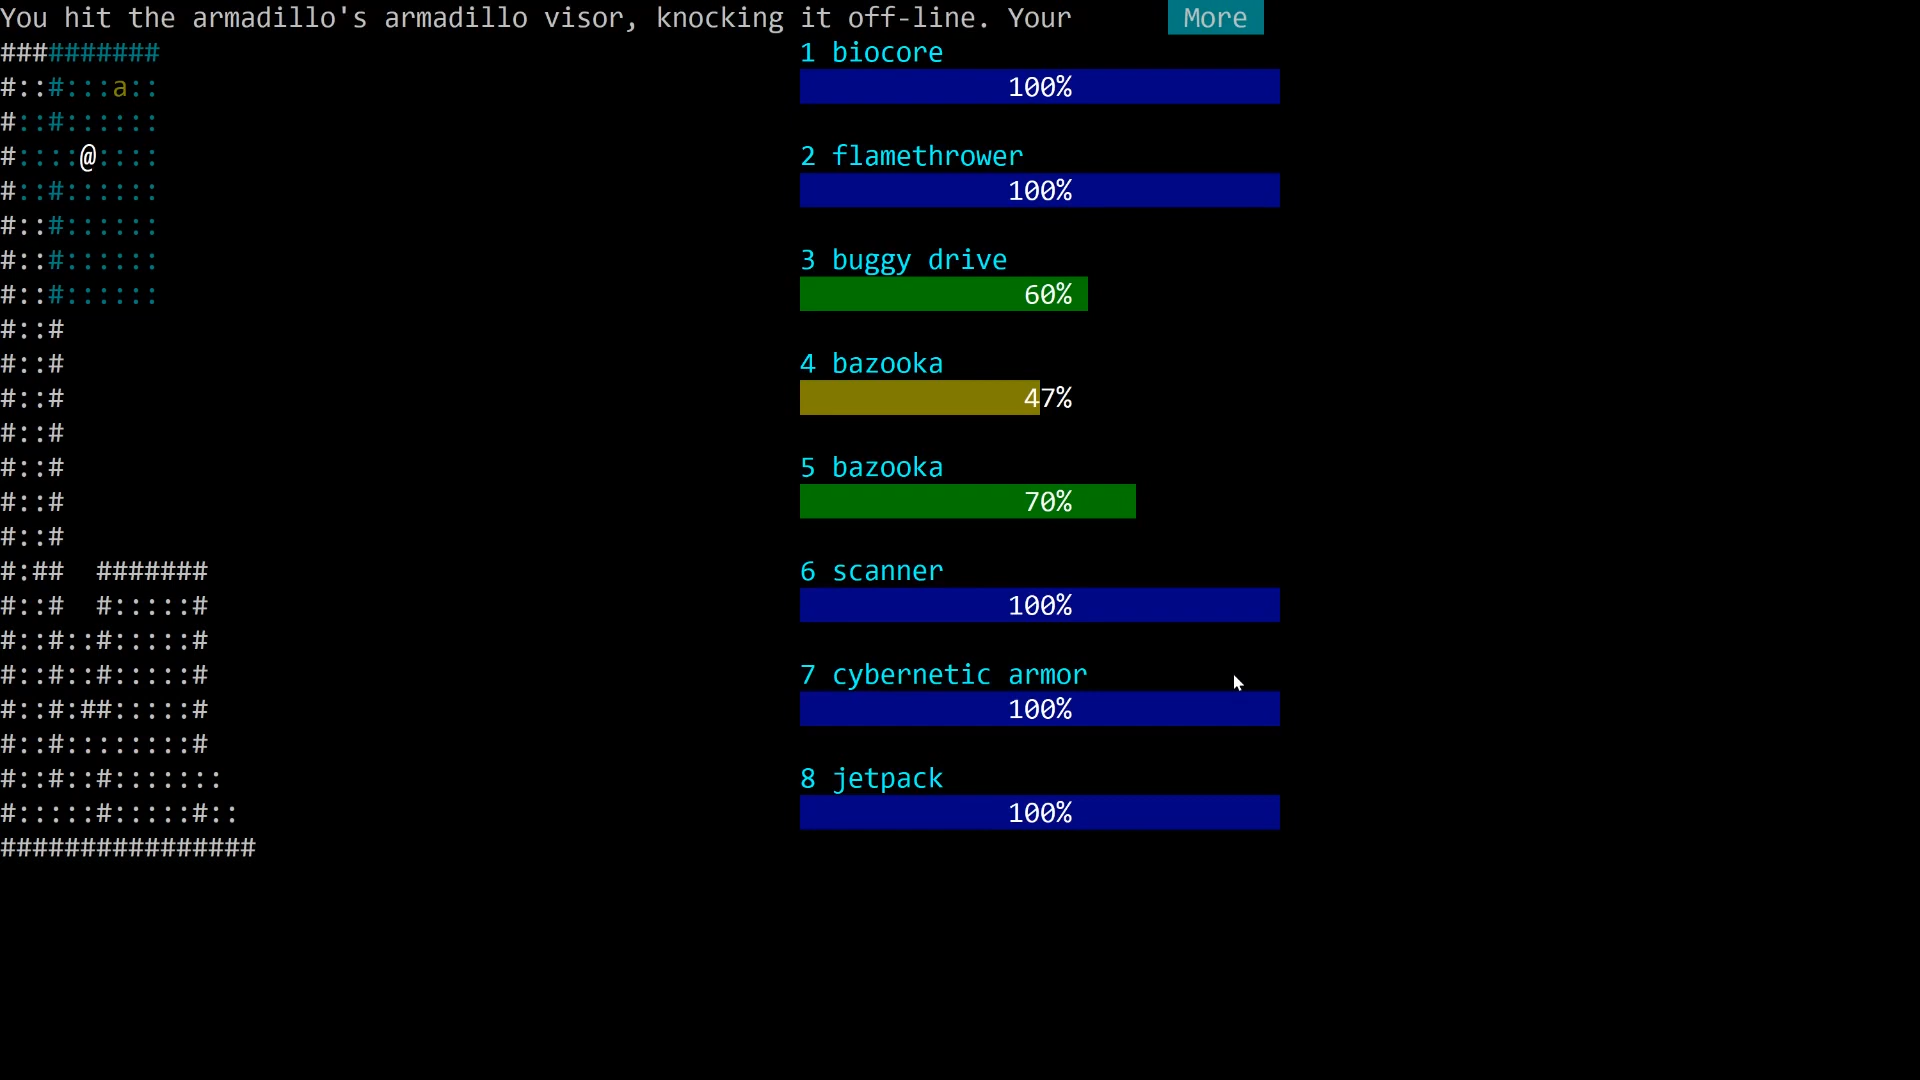 You hit the armadillo's armadillo visor, knocking it off-line. Your More
########## 1 biocore
#::#:::a:: 100%
#::#::::::
#::::@:::: 2 flamethrower
#::#:::::: 100%
#::#::::::
#::#:::::: 3 buggy drive
#::#:::::: 60%
#::#
#::# 4 bazooka
#::# 47%
#::#
#::# 5 bazooka
#::# 70%
#::#
#:## ####### 6 scanner
#::# #:::::# 100%
#::#::#:::::#
#::#::#:::::# 7 cybernetic armor
#::#:##:::::# 100%
#::#::::::::#
#::#::#::::::: 8 jetpack
#:::::#:::::#:: 100%
################